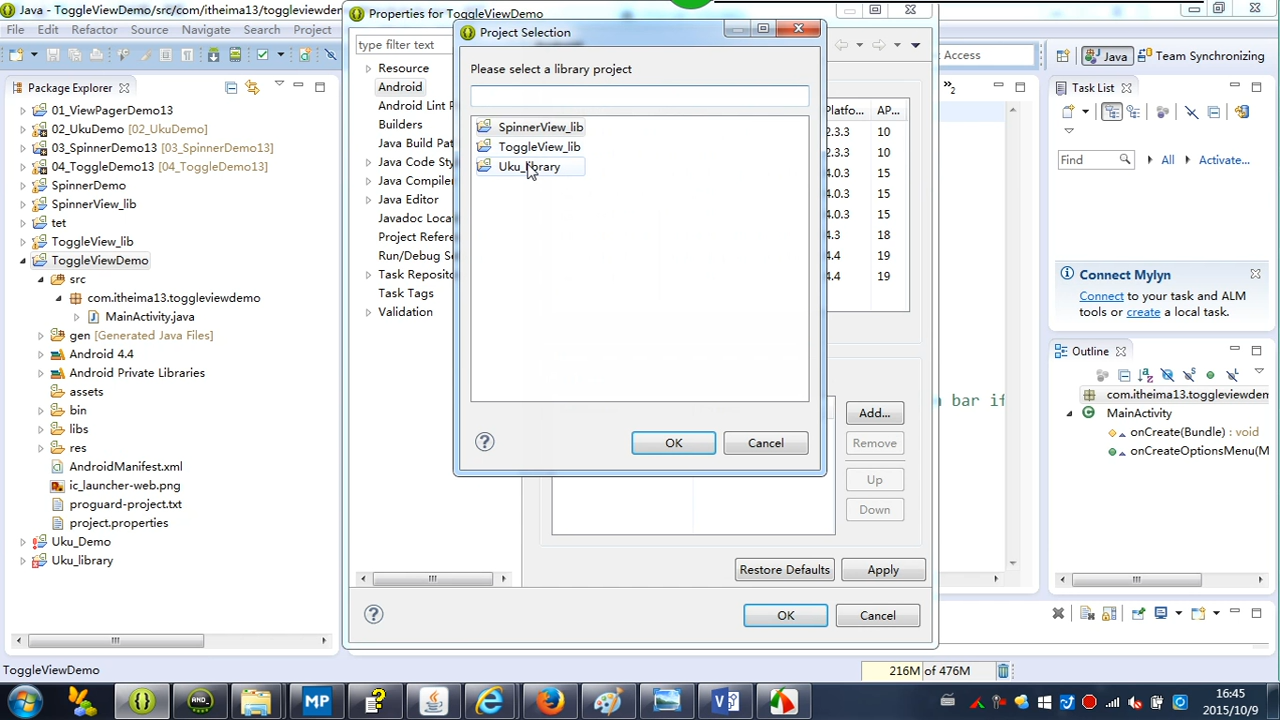 Java - ToggleViewDemo/src/com/itheima13/toggleviewde
File Edit Refactor Source Navigate Search Project
Package Explorer
01_ViewPagerDemo13
02_UkuDemo [02_UkuDemo]
03_SpinnerDemo13 [03_SpinnerDemo13]
04_ToggleDemo13 [04_ToggleDemo13]
SpinnerDemo
SpinnerView_lib
tet
ToggleView_lib
ToggleViewDemo
src
com.itheima13.toggleviewdemo
MainActivity.java
gen [Generated Java Files]
Android 4.4
Android Private Libraries
assets
bin
libs
res
AndroidManifest.xml
ic_launcher-web.png
proguard-project.txt
project.properties
Uku_Demo
Uku_library
ToggleViewDemo
Properties for ToggleViewDemo
type filter text
Resource
Android
Android Lint P
Builders
Java Build Pat
Java Code Sty
Java Compiler
Java Editor
Javadoc Locat
Project Refere
Run/Debug Se
Task Reposito
Task Tags
Validation
Project Selection
Please select a library project
SpinnerView_lib
ToggleView_lib
Uku_library
OK
Cancel
Platfo... AP...
2.3.3 10
2.3.3 10
4.0.3 15
4.0.3 15
4.0.3 15
4.3 18
4.4 19
4.4 19
Add...
Remove
Up
Down
Restore Defaults
Apply
OK
Cancel
Access
Java
Team Synchronizing
2
Task List
Find
All
Activate...
Connect Mylyn
Connect to your task and ALM
tools or create a local task.
bar if
Outline
com.itheima13.toggleviewdem
MainActivity
onCreate(Bundle) : void
onCreateOptionsMenu(M
216M of 476M
AND_
MP
16:45
2015/10/9